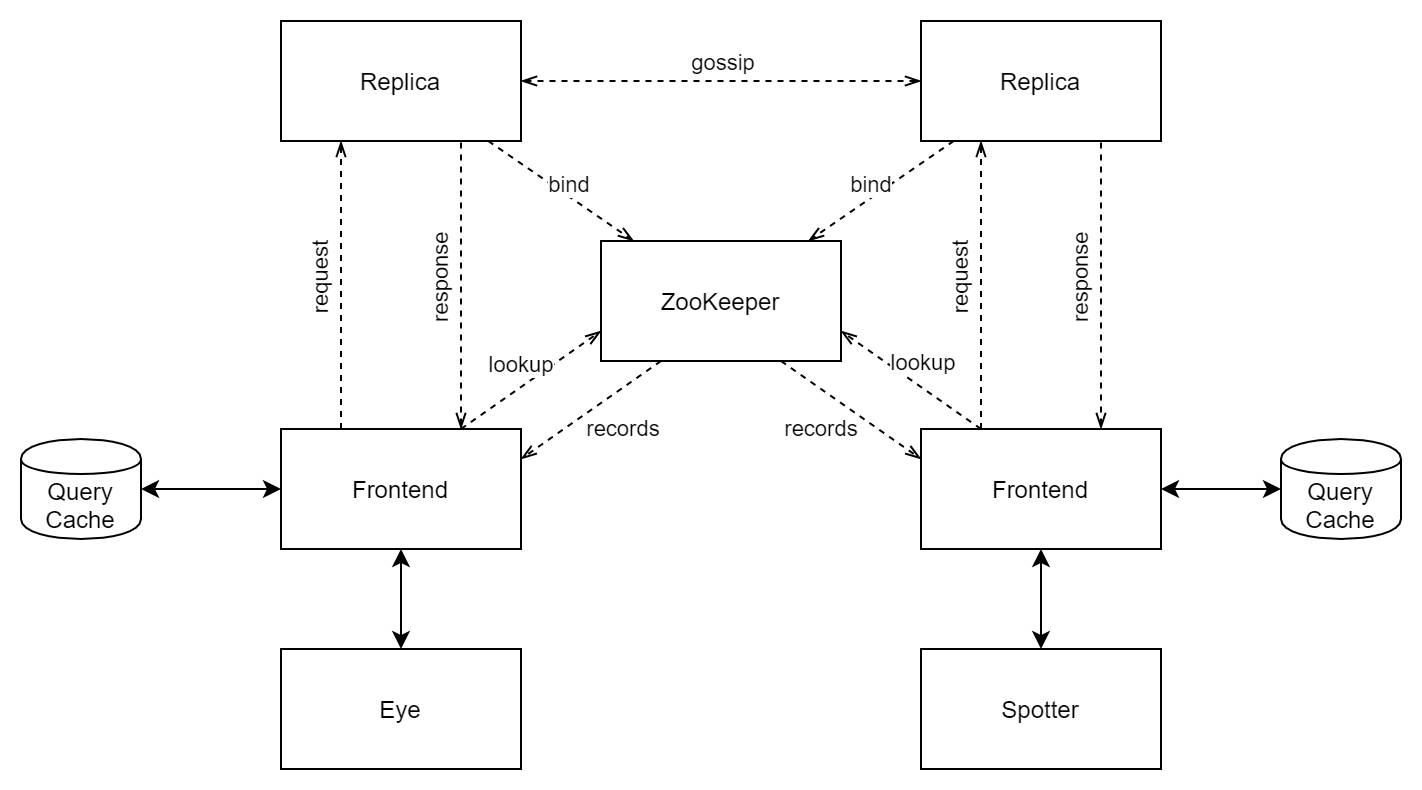 gossip
Replica
Replica
bind
bind
request
response
request
response
ZooKeeper
lookup
lookup
records
records
Query
Cache
Frontend
Frontend
Query
Cache
Eye
Spotter